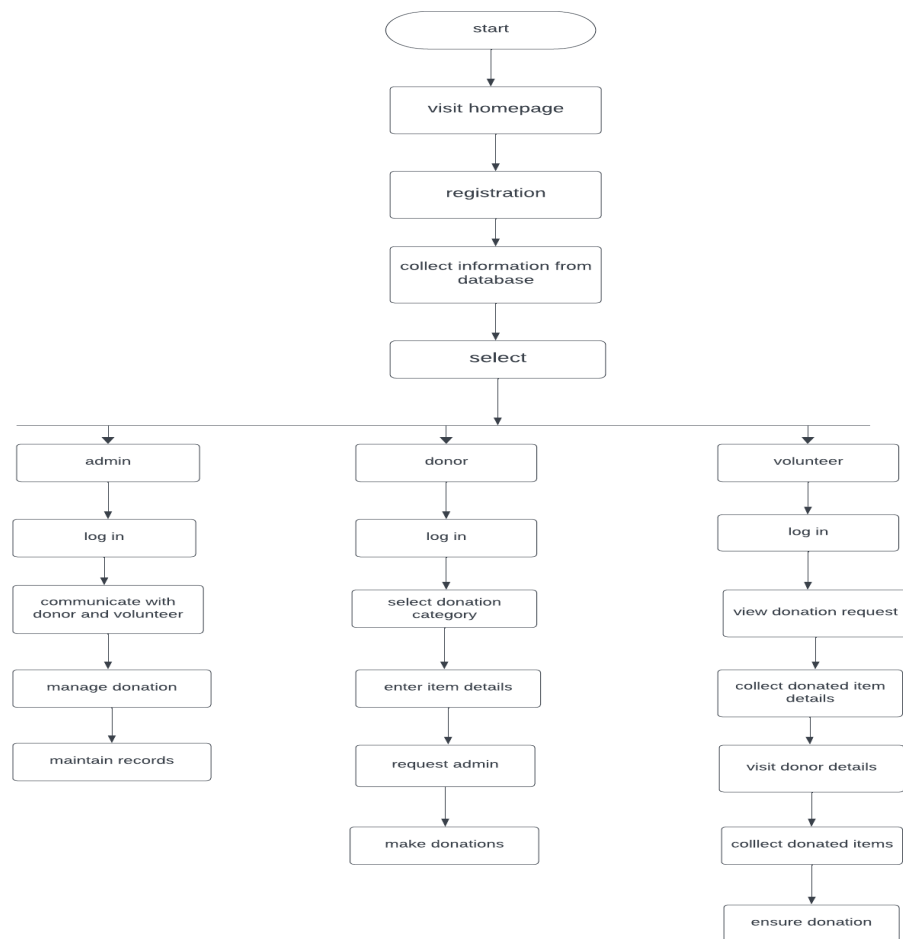 start
visit homepage
registration
collect information from
database
select
admin
log in
communicate with
donor and volunteer
manage donation
maintain records
donor
log in
select donation
category
enter item details
request admin
make donations
volunteer
log in
view donation request
collect donated item
details
visit donor details
colllect donated items
ensure donation